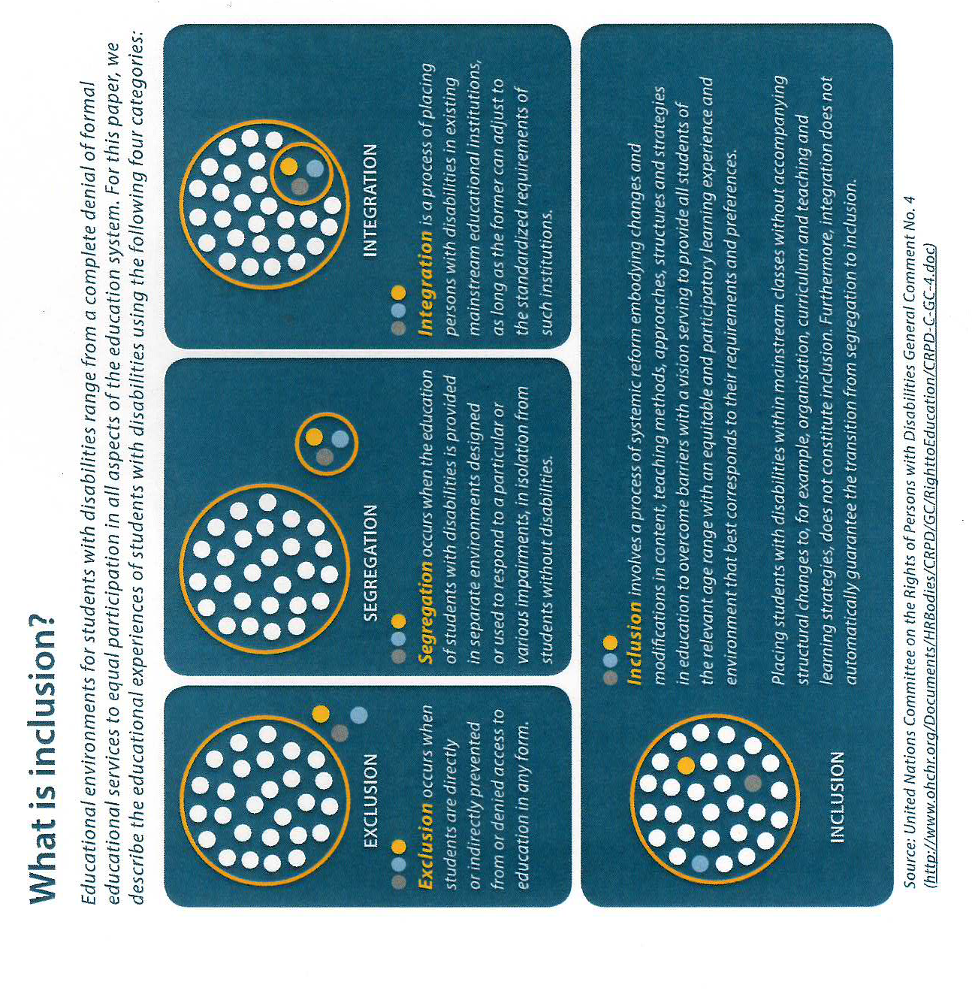 What is inclusion?
Educational environments for students with disabilities range from a complete denial of formal
educational services to equal participation in all aspects of the education system. For this paper, we
describe the educational experiences of students with disabilities using the following four categories:
EXCLUSION
Exclusion occurs when
students are directly
or indirectly prevented
from or denied access to
education in any form.
SEGREGATION
Segregation occurs when the education
of students with disabilities is provided
in separate environments designed
or used to respond to a particular or
various impairments, in isolation from
students without disabilities.
INTEGRATION
Integration is a process of placing
persons with disabilities in existing
mainstream educational institutions,
as long as the former can adjust to
the standardized requirements of
such institutions.
INCLUSION
Inclusion involves a process of systemic reform embodying changes and
modifications in content, teaching methods, approaches, structures and strategies
in education to overcome barriers with a vision serving to provide all students of
the relevant age range with an equitable and participatory learning experience and
environment that best corresponds to their requirements and preferences.
Placing students with disabilities within mainstream classes without accompanying
structural changes to, for example, organisation, curriculum and teaching and
learning strategies, does not constitute inclusion. Furthermore, integration does not
automatically guarantee the transition from segregation to inclusion.
Source: United Nations Committee on the Rights of Persons with Disabilities General Comment No. 4
(http://www.ohchr.org/Documents/HRBodies/CRPD/GC/RighttoEducation/CRPD-C-GC-4.doc)